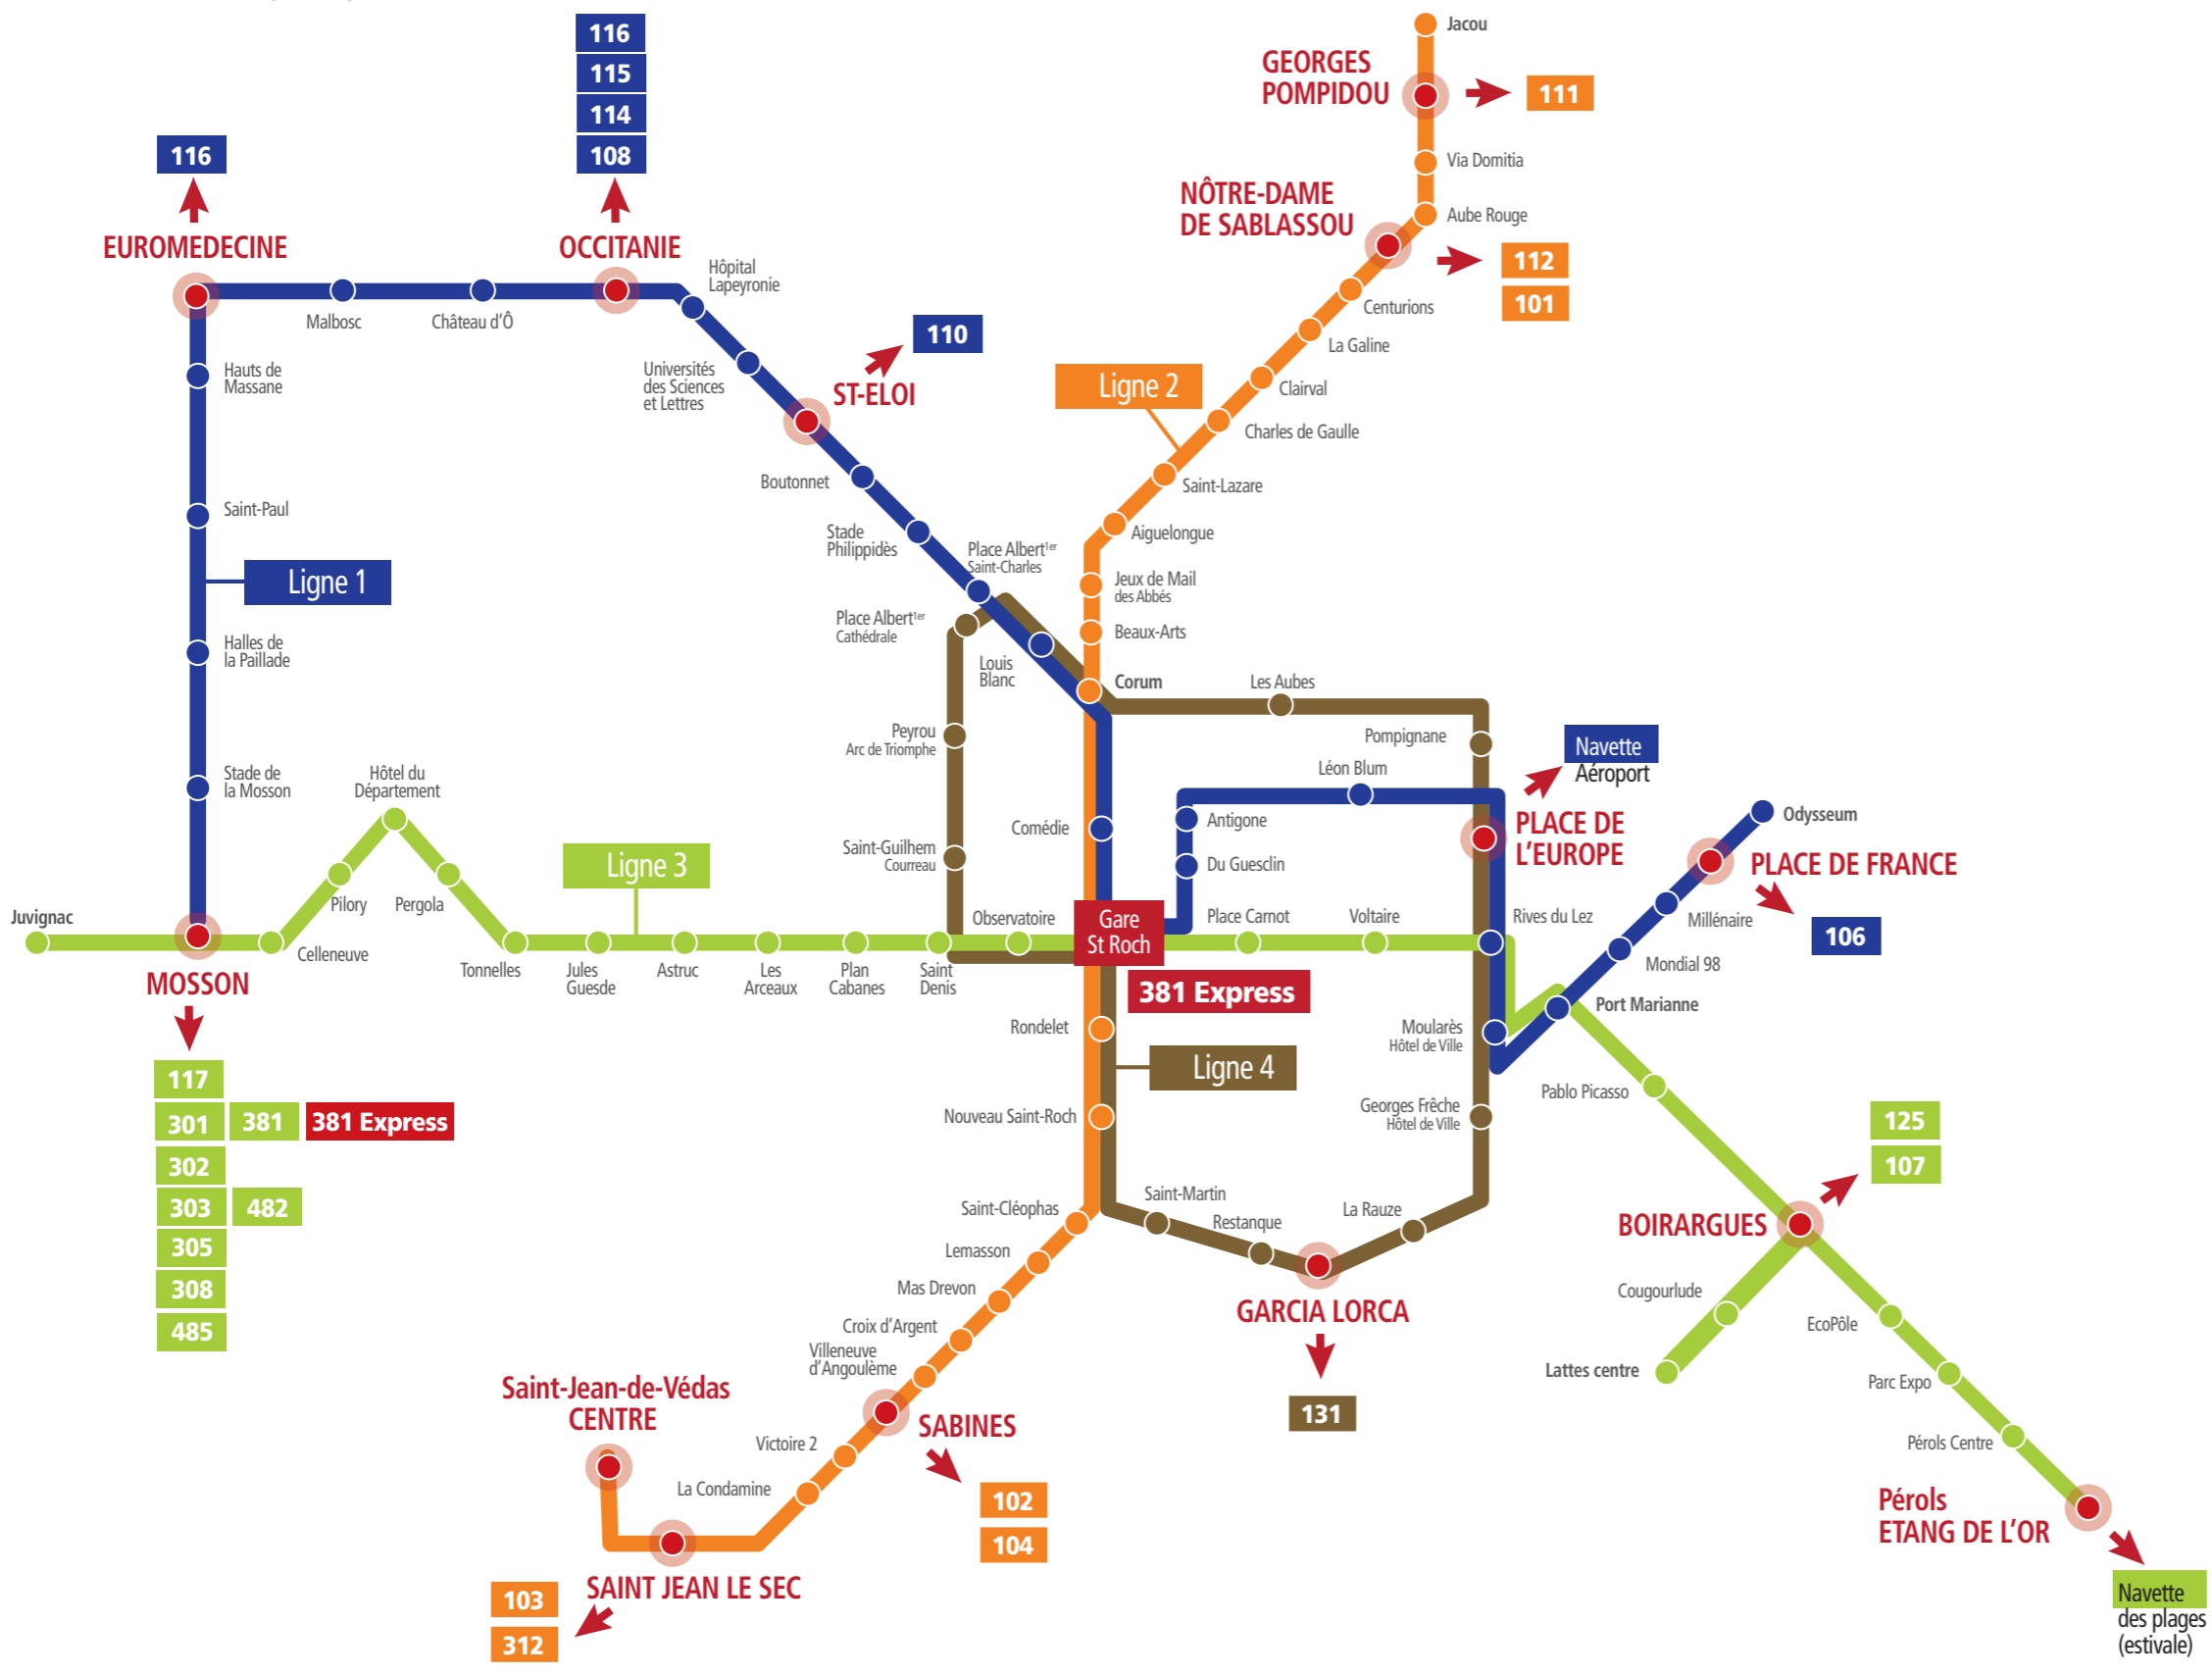 116
115
114
108
116
EUROMEDECINE
OCCITANIE
Malbosc
Château d'Ô
Hôpital
Lapeyronie
Universités
des Sciences
et Lettres
110
ST-ELOI
Boutonnet
Stade
Philippidès
Place Albert1er
Saint-Charles
Place Albert1er
Cathédrale
Louis
Blanc
Hauts de
Massane
Saint-Paul
Ligne 1
Halles de
la Paillade
Stade de
la Mosson
Jacou
GEORGES
POMPIDOU
111
Via Domitia
NÔTRE-DAME
DE SABLASSOU
Aube Rouge
112
101
Centurions
La Galine
Clairval
Ligne 2
Charles de Gaulle
Saint-Lazare
Aiguelongue
Jeux de Mail
des Abbés
Beaux-Arts
Corum
Les Aubes
Pompignane
Peyrou
Arc de Triomphe
Saint-Guilhem
Courreau
Comédie
Léon Blum
Antigone
Du Guesclin
Navette
Aéroport
PLACE DE
L'EUROPE
Odysseum
PLACE DE FRANCE
106
Millénaire
Mondial 98
Port Marianne
Hôtel du
Département
Pilory
Pergola
Ligne 3
Juvignac
Celleneuve
MOSSON
Tonnelles
Jules
Guesde
Astruc
Les
Arceaux
Plan
Cabanes
Saint
Denis
Observatoire
Gare
St Roch
Place Carnot
Voltaire
Rives du Lez
381 Express
117
301
381
381 Express
302
303
482
305
308
485
Rondelet
Ligne 4
Moularès
Hôtel de Ville
Nouveau Saint-Roch
Georges Frêche
Hôtel de Ville
Pablo Picasso
125
107
BOIRARGUES
Saint-Cléophas
Saint-Martin
Restanque
La Rauze
GARCIA LORCA
131
Lemasson
Mas Drevon
Croix d'Argent
Villeneuve
d'Angoulème
SABINES
102
104
Victoire 2
La Condamine
Saint-Jean-de-Védas
CENTRE
SAINT JEAN LE SEC
103
312
Cougourlude
Lattes centre
EcoPôle
Parc Expo
Pérols Centre
Pérols
ETANG DE L'OR
Navette
des plages
(estivale)